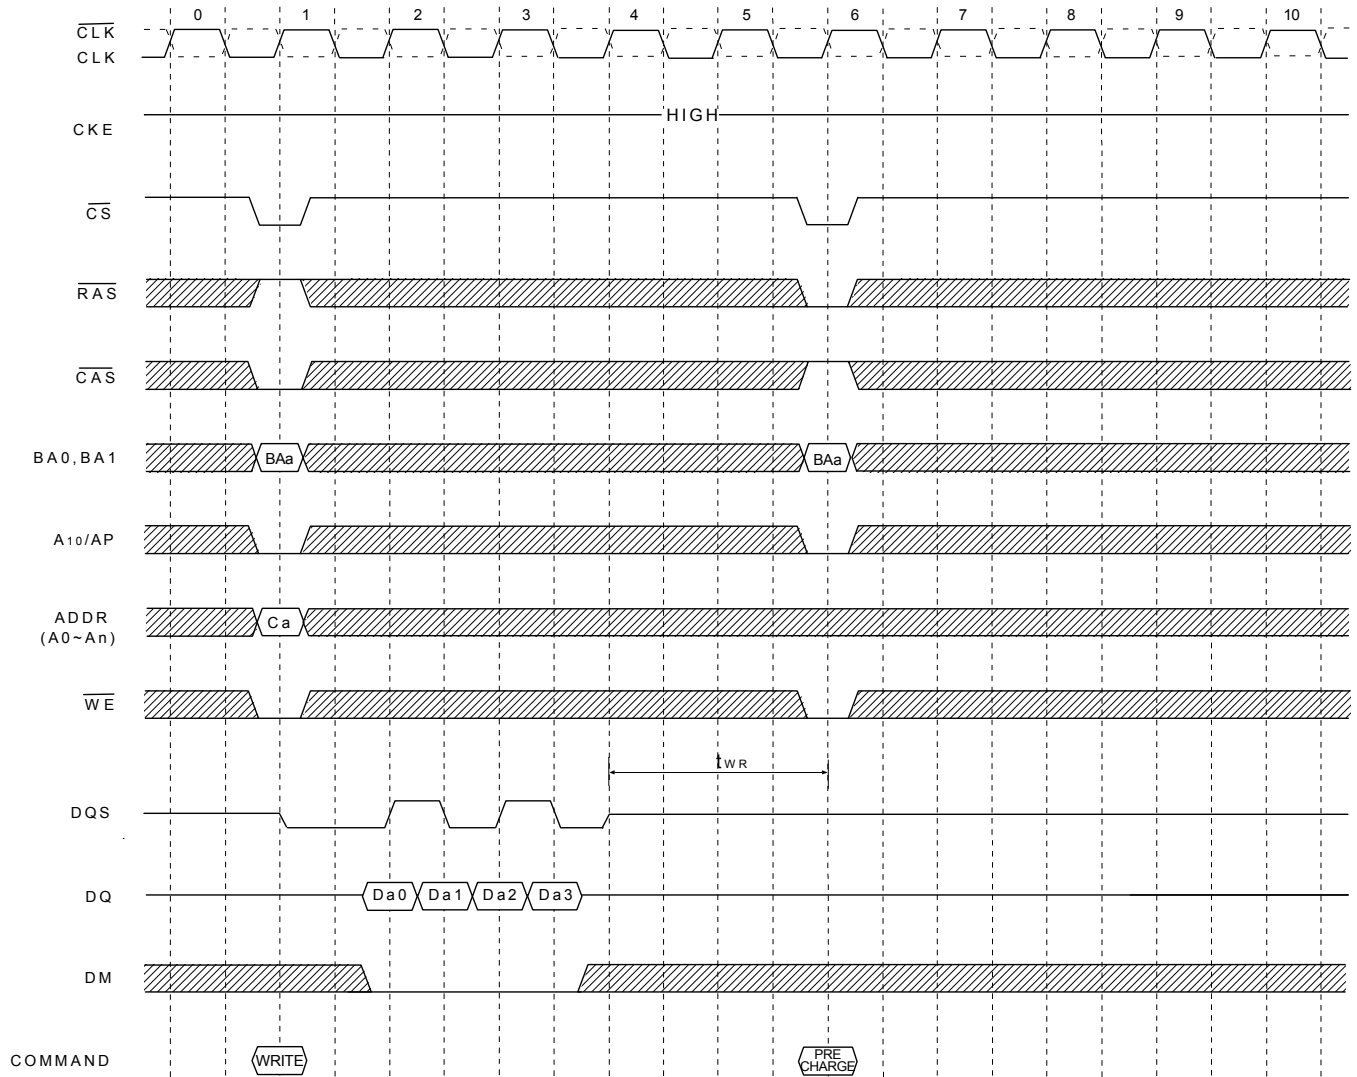 0 1 2 3 4 5 6 7 8 9 10
CLK
CLK
HIGH
CKE
CS
RAS
CAS
BA0,BA1 BAa BAa
A10/AP
ADDR
(A0~An) Ca
WE
tWR
DQS
DQ Da0 Da1 Da2 Da3
DM
COMMAND WRITE PRE
CHARGE